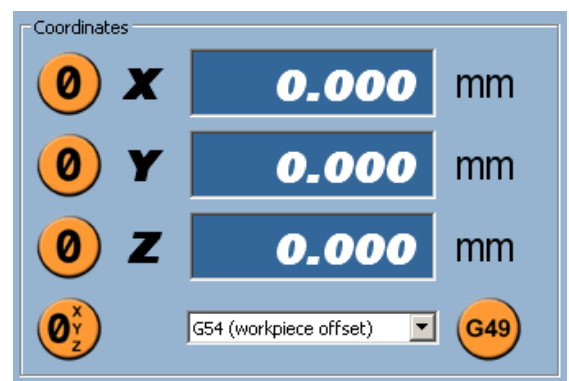 Coordinates
0 X 0.000 mm
0 Y 0.000 mm
0 Z 0.000 mm
0 X Y Z G54 (workpiece offset) G49